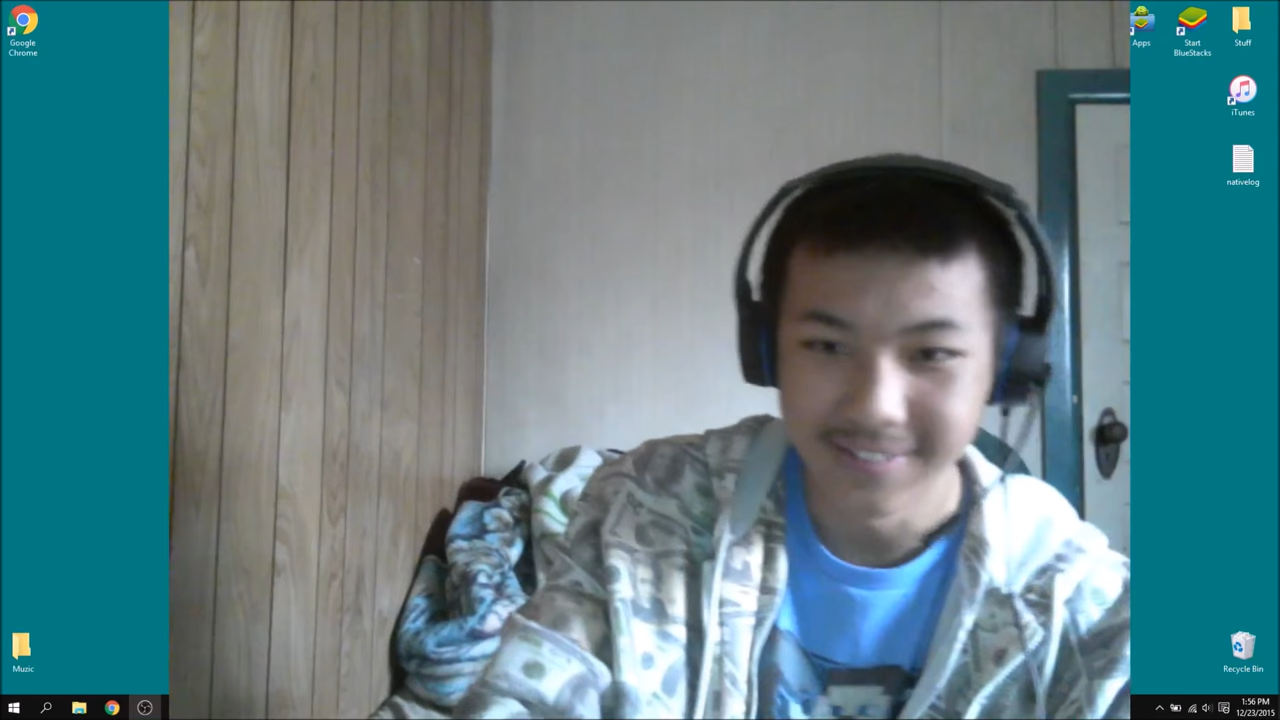 Google
Chrome
Apps
Start
BlueStacks
Stuff
iTunes
nativelog
Muzic
Recycle Bin
1:56 PM
12/23/2015